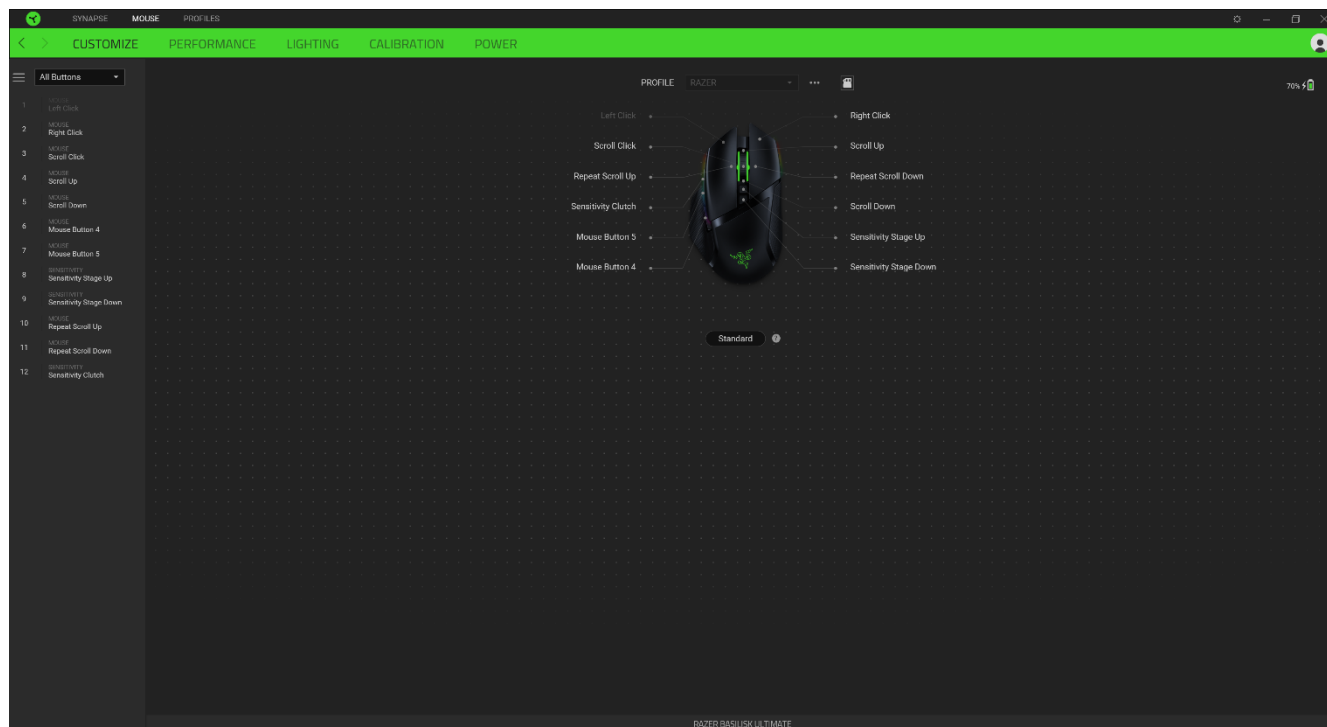 SYNAPSE MOUSE PROFILES
CUSTOMIZE PERFORMANCE LIGHTING CALIBRATION POWER
All Buttons
PROFILE RAZER
70%
1 MOUSE
Left Click
2 MOUSE
Right Click
3 MOUSE
Scroll Click
4 MOUSE
Scroll Up
5 MOUSE
Scroll Down
6 MOUSE
Mouse Button 4
7 MOUSE
Mouse Button 5
8 SENSITIVITY
Sensitivity Stage Up
9 SENSITIVITY
Sensitivity Stage Down
10 MOUSE
Repeat Scroll Up
11 MOUSE
Repeat Scroll Down
12 SENSITIVITY
Sensitivity Clutch
Left Click
Scroll Click
Repeat Scroll Up
Sensitivity Clutch
Mouse Button 5
Mouse Button 4
Right Click
Scroll Up
Repeat Scroll Down
Scroll Down
Sensitivity Stage Up
Sensitivity Stage Down
Standard ?
RAZER BASILISK ULTIMATE